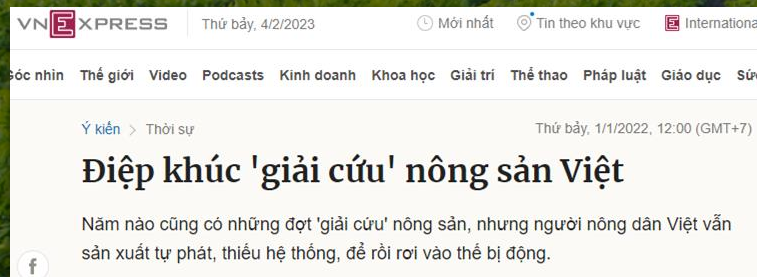 VNEXPRESS Thứ bảy, 4/2/2023 Mới nhất Tin theo khu vực International
Góc nhìn Thế giới Video Podcasts Kinh doanh Khoa học Giải trí Thể thao Pháp luật Giáo dục
Ý kiến > Thời sự Thứ bảy, 1/1/2022, 12:00 (GMT+7)
Điệp khúc 'giải cứu' nông sản Việt
Năm nào cũng có những đợt 'giải cứu' nông sản, nhưng người nông dân Việt vẫn
sản xuất tự phát, thiếu hệ thống, để rồi rơi vào thế bị động.